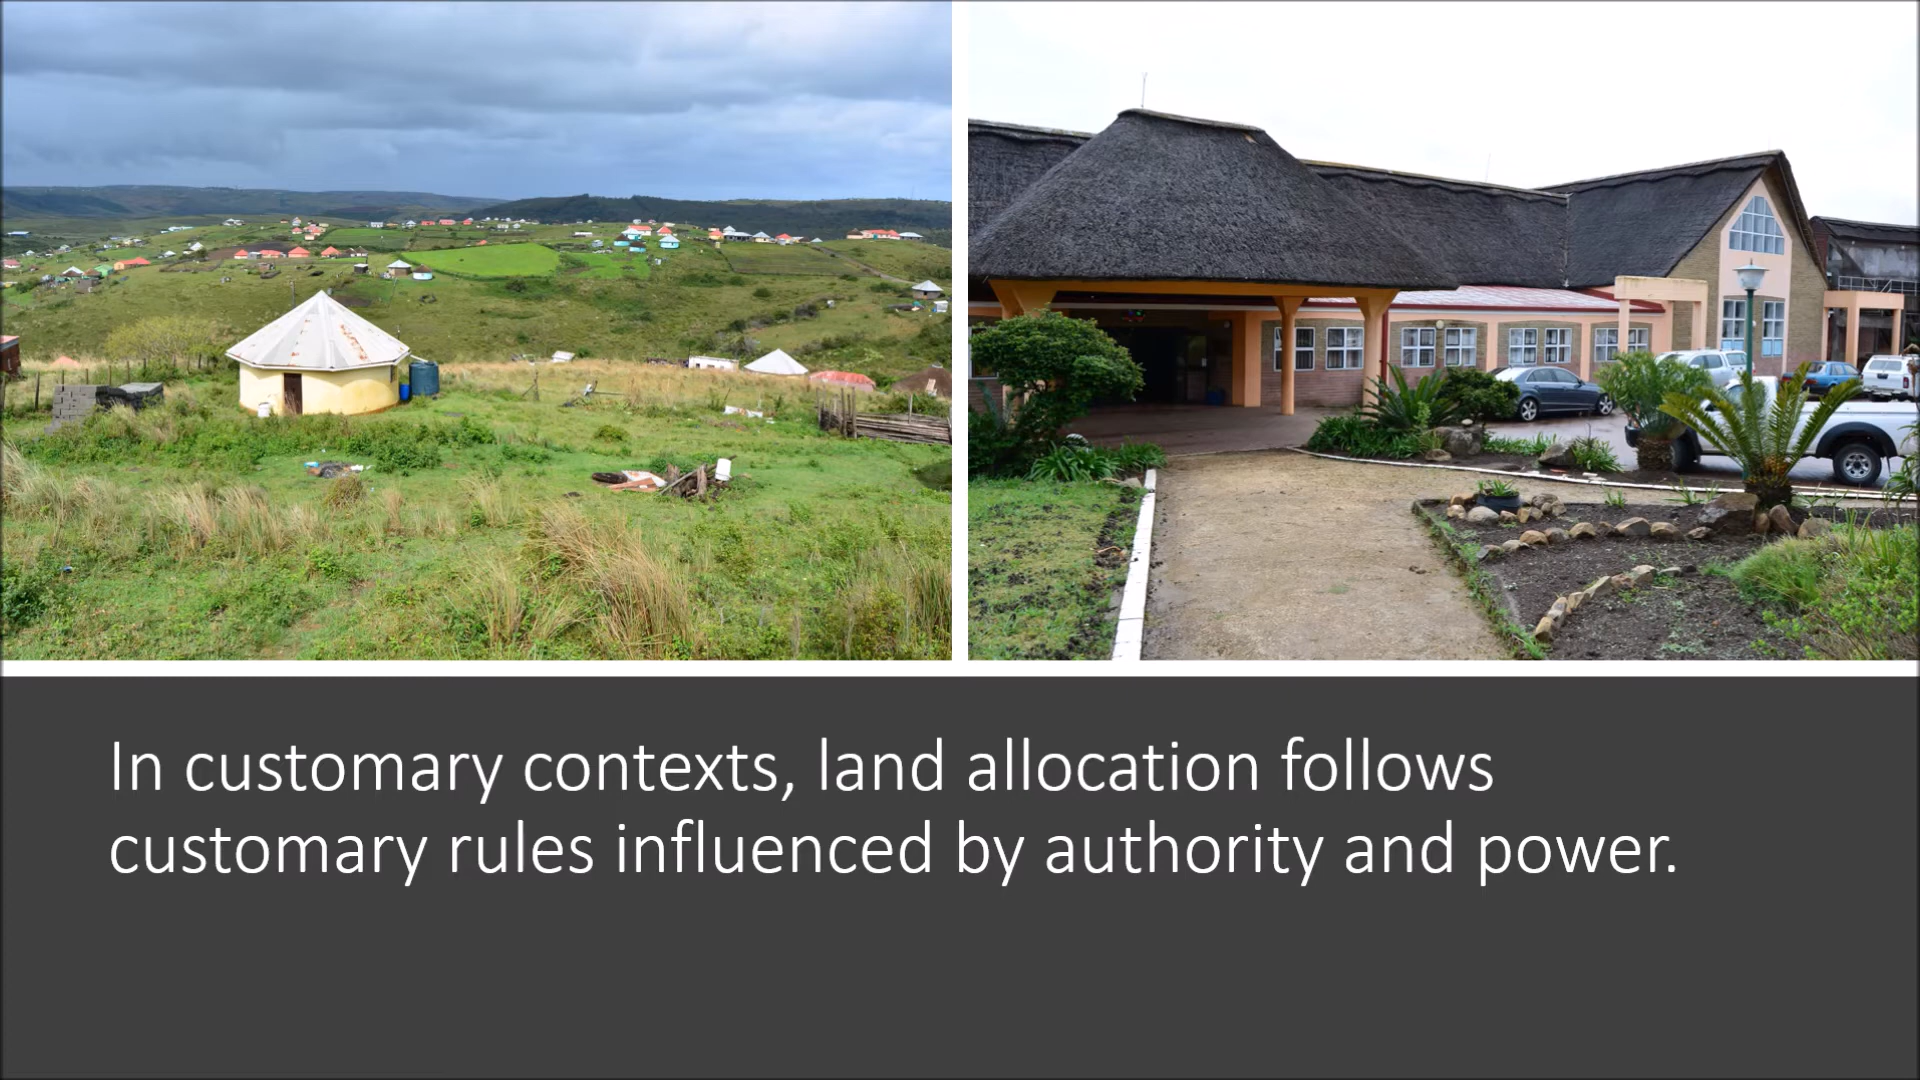 In customary contexts, land allocation follows
customary rules influenced by authority and power.